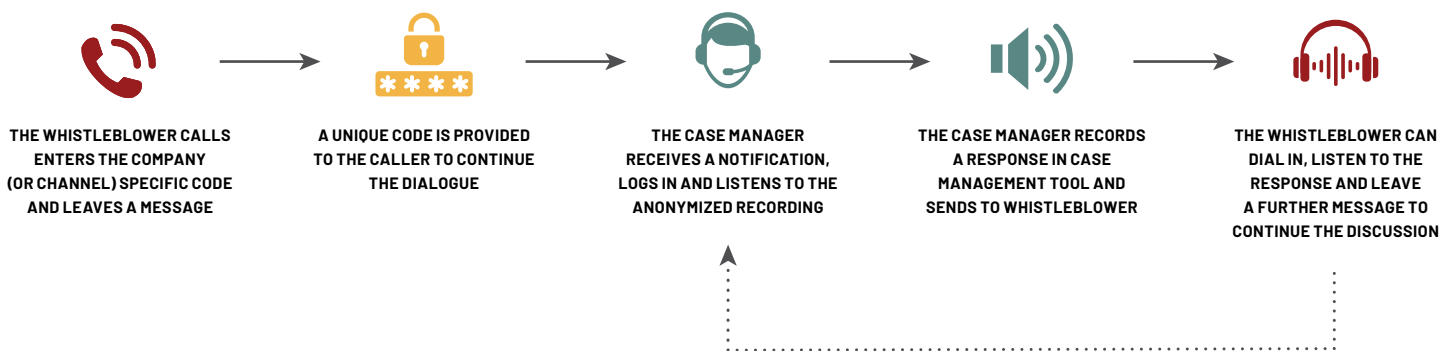 ****
THE WHISTLEBLOWER CALLS
ENTERS THE COMPANY
(OR CHANNEL) SPECIFIC CODE
AND LEAVES A MESSAGE
A UNIQUE CODE IS PROVIDED
TO THE CALLER TO CONTINUE
THE DIALOGUE
THE CASE MANAGER
RECEIVES A NOTIFICATION,
LOGS IN AND LISTENS TO THE
ANONYMIZED RECORDING
THE CASE MANAGER RECORDS
A RESPONSE IN CASE
MANAGEMENT TOOL AND
SENDS TO WHISTLEBLOWER
THE WHISTLEBLOWER CAN
DIAL IN, LISTEN TO THE
RESPONSE AND LEAVE
A FURTHER MESSAGE TO
CONTINUE THE DISCUSSION